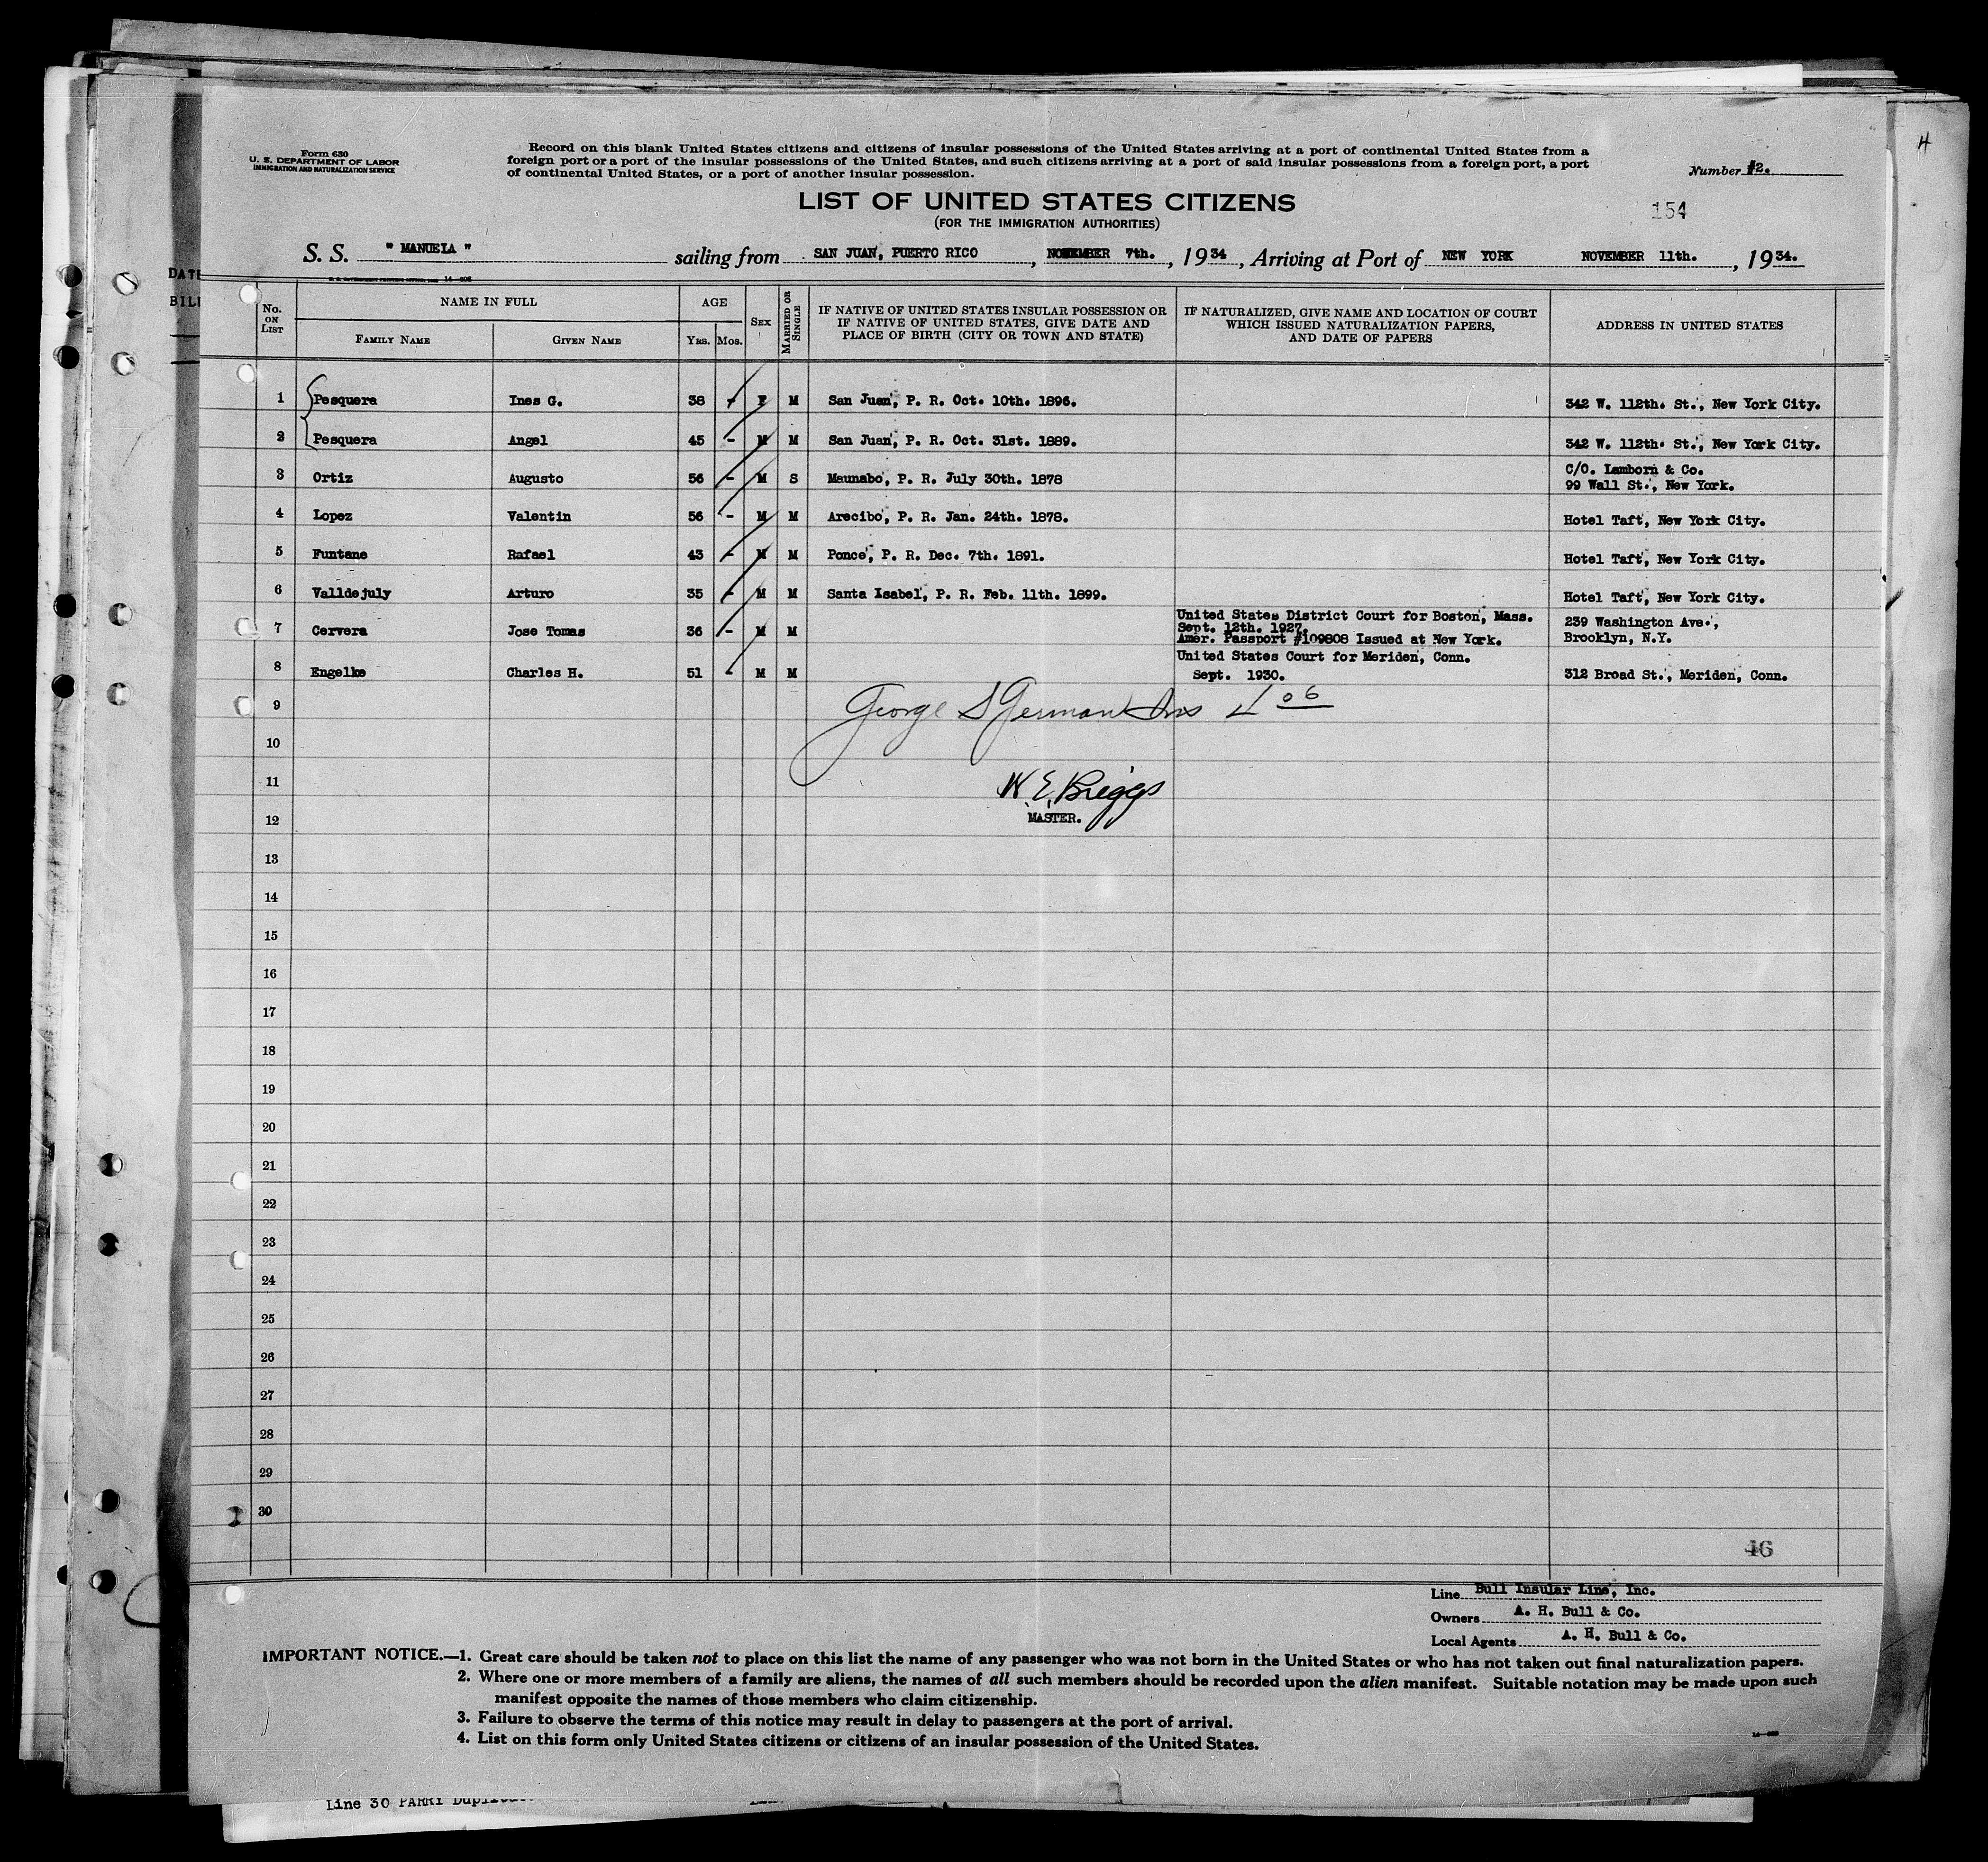 4
Form 630
U. S. DEPARTMENT OF LABOR
IMMIGRATION AND NATURALIZATION SERVICE
Record on this blank United States citizens and citizens of insular possessions of the United States arriving at a port of continental United States from a
foreign port or a port of the insular possessions of the United States, and such citizens arriving at a port of said insular possessions from a foreign port, a port
of continental United States, or a port of another insular possession.
Number #2.
LIST OF UNITED STATES CITIZENS
(FOR THE IMMIGRATION AUTHORITIES)
154
S. S. " MANUELA " sailing from SAN JUAN, PUERTO RICO, NOVEMBER 7th., 1934, Arriving at Port of NEW YORK NOVEMBER 11th., 1934.
DATE
BILL
No. ON LIST NAME IN FULL AGE SEX MARRIED OR SINGLE IF NATIVE OF UNITED STATES INSULAR POSSESSION OR IF NATIVE OF UNITED STATES, GIVE DATE AND PLACE OF BIRTH (CITY OR TOWN AND STATE) IF NATURALIZED, GIVE NAME AND LOCATION OF COURT WHICH ISSUED NATURALIZATION PAPERS, AND DATE OF PAPERS ADDRESS IN UNITED STATES
FAMILY NAME GIVEN NAME YRS. MOS.
1 Pesquera Ines G. 38 - F M San Juan, P. R. Oct. 10th. 1896. 342 W. 112th. St., New York City.
2 Pesquera Angel 45 - M M San Juan, P. R. Oct. 31st. 1889. 342 W. 112th. St., New York City.
3 Ortiz Augusto 56 - M S Maunabo, P. R. July 30th. 1878 C/O. Lamborn & Co.
99 Wall St., New York.
4 Lopez Valentin 56 - M M Arecibo, P. R. Jan. 24th. 1878. Hotel Taft, New York City.
5 Funtane Rafael 43 - M M Ponce, P. R. Dec. 7th. 1891. Hotel Taft, New York City.
6 Valldejuly Arturo 35 - M M Santa Isabel, P. R. Feb. 11th. 1899. Hotel Taft, New York City.
7 Cervera Jose Tomas 36 - M M United States District Court for Boston, Mass. 239 Washington Ave.,
Sept. 12th. 1927.
Amer. Passport #109808 Issued at New York. Brooklyn, N.Y.
8 Engelke Charles H. 51 - M M United States Court for Meriden, Conn.
Sept. 1930. 312 Broad St., Meriden, Conn.
9 George S German Ins
10
11 W. E. Briggs
12 MASTER.
13
14
15
16
17
18
19
20
21
22
23
24
25
26
27
28
29
30
46
Line Bull Insular Line, Inc.
Owners A. H. Bull & Co.
Local Agents A. H. Bull & Co.
IMPORTANT NOTICE.—1. Great care should be taken not to place on this list the name of any passenger who was not born in the United States or who has not taken out final naturalization papers.
2. Where one or more members of a family are aliens, the names of all such members should be recorded upon the alien manifest. Suitable notation may be made upon such
manifest opposite the names of those members who claim citizenship.
3. Failure to observe the terms of this notice may result in delay to passengers at the port of arrival.
4. List on this form only United States citizens or citizens of an insular possession of the United States.
Line 30 PARRY